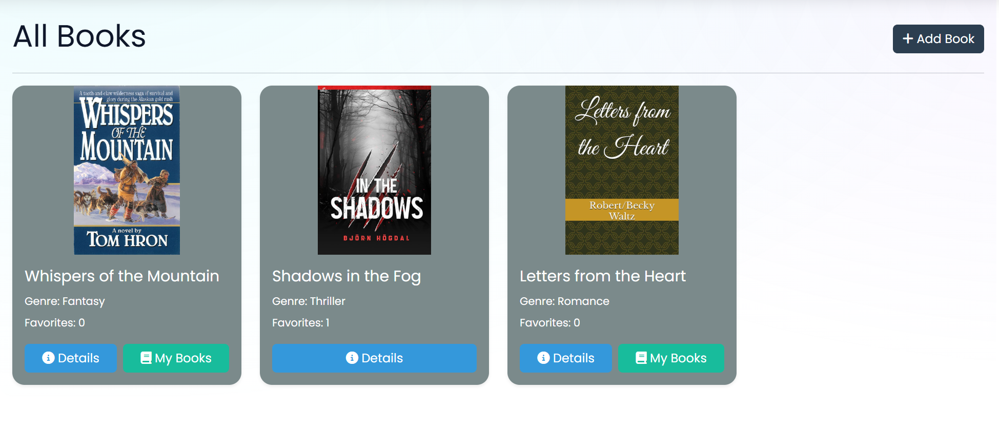 All Books
+ Add Book
A tooth-and-claw wilderness saga of survival and
glory during the Alaskan gold rush
WHISPERS
OF THE
MOUNTAIN
A novel by
TOM HRON
Whispers of the Mountain
Genre: Fantasy
Favorites: 0
Details
My Books
IN THE
SHADOWS
BJÖRN HÖGDAL
Shadows in the Fog
Genre: Thriller
Favorites: 1
Details
Letters from
the Heart
Robert/Becky
Waltz
Letters from the Heart
Genre: Romance
Favorites: 0
Details
My Books